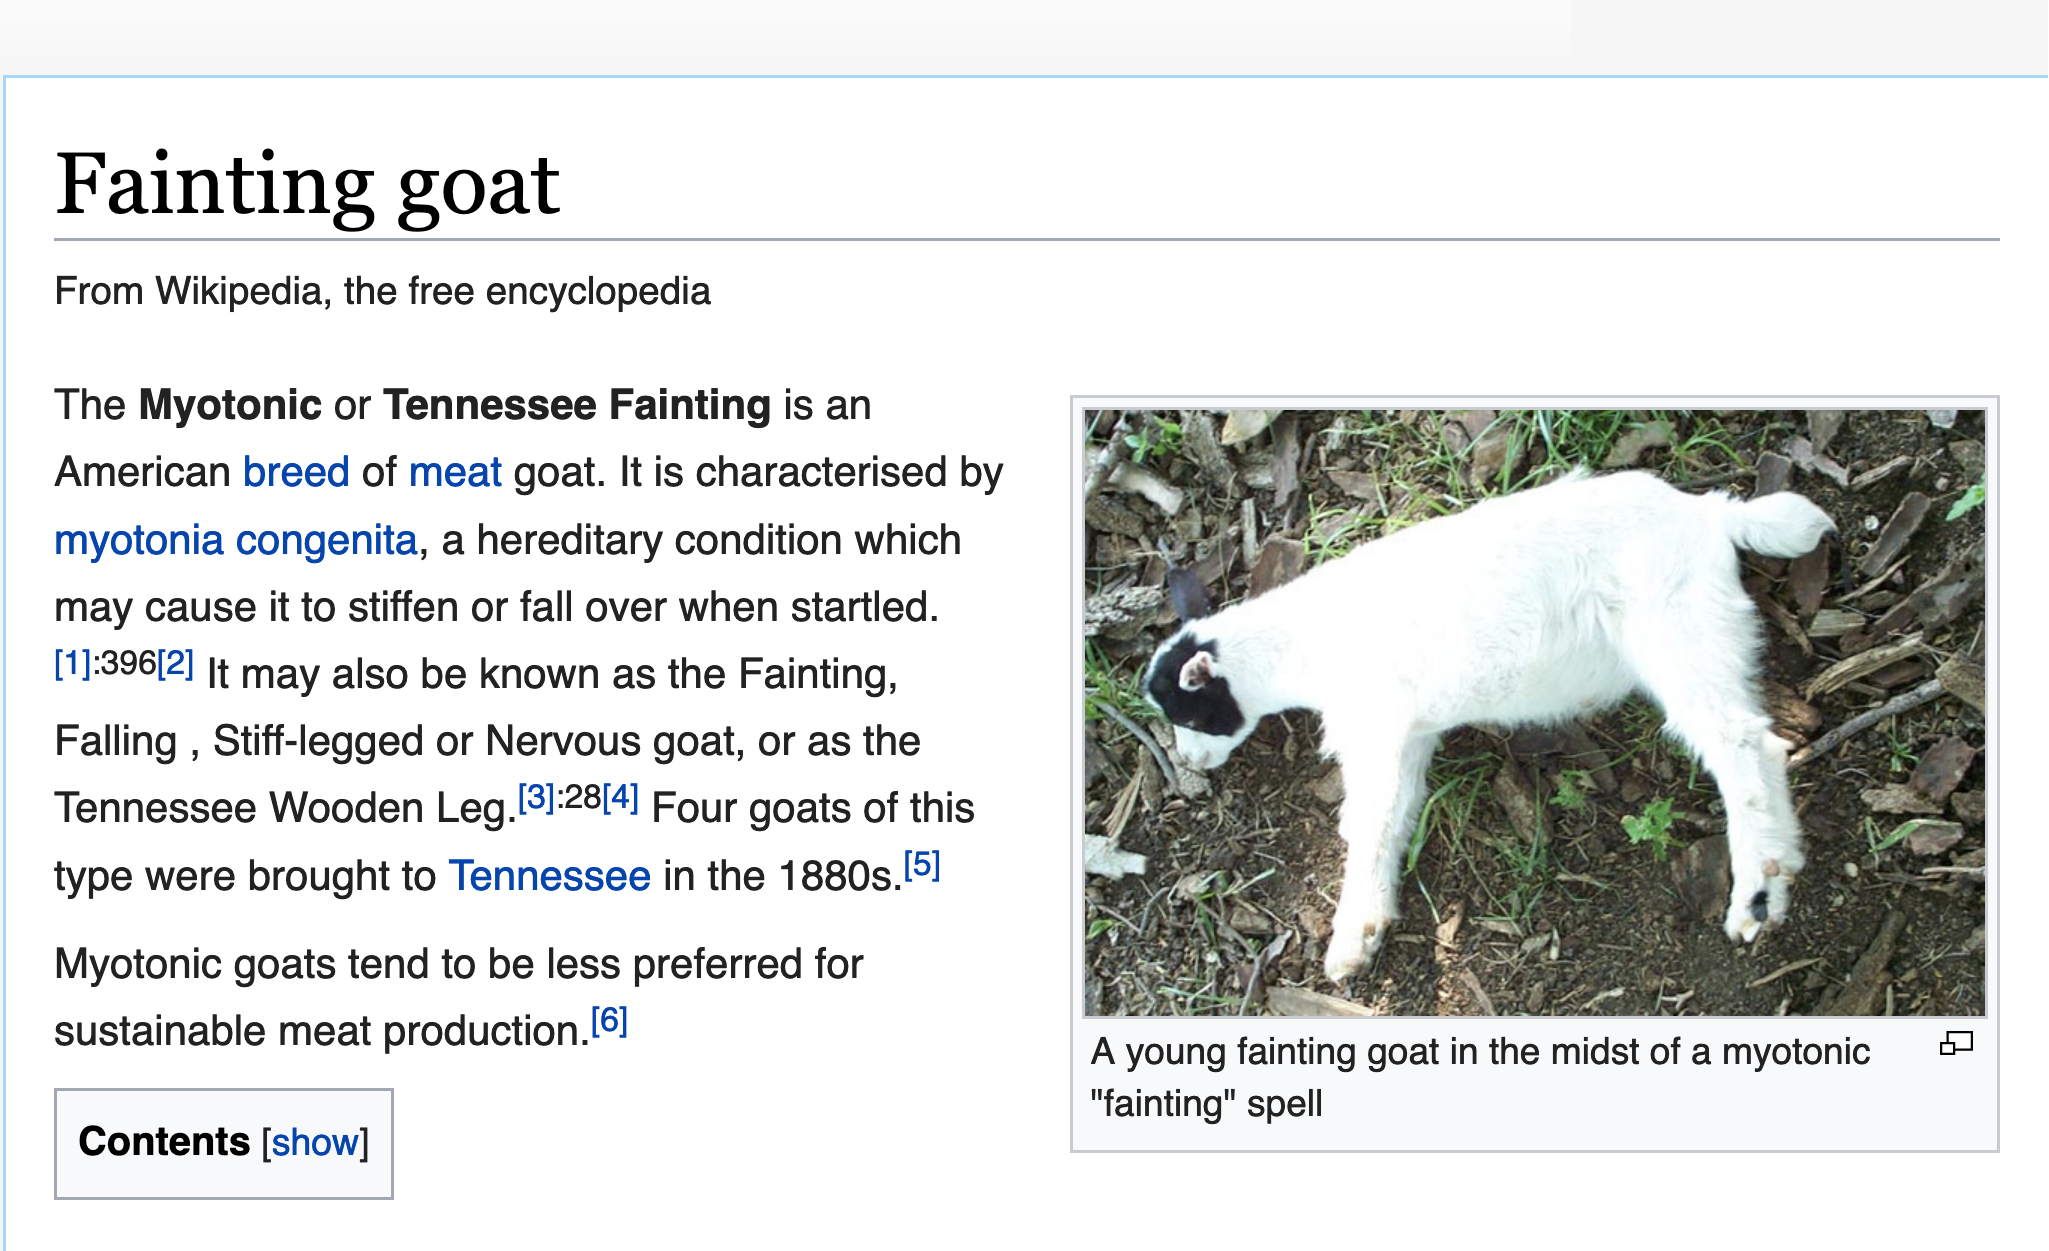 Fainting goat
From Wikipedia, the free encyclopedia
The Myotonic or Tennessee Fainting is an
American breed of meat goat. It is characterised by
myotonia congenita, a hereditary condition which
may cause it to stiffen or fall over when startled.
[1]:396[2] It may also be known as the Fainting,
Falling , Stiff-legged or Nervous goat, or as the
Tennessee Wooden Leg.[3]:28[4] Four goats of this
type were brought to Tennessee in the 1880s.[5]
Myotonic goats tend to be less preferred for
sustainable meat production.[6]
Contents [show]
A young fainting goat in the midst of a myotonic
"fainting" spell